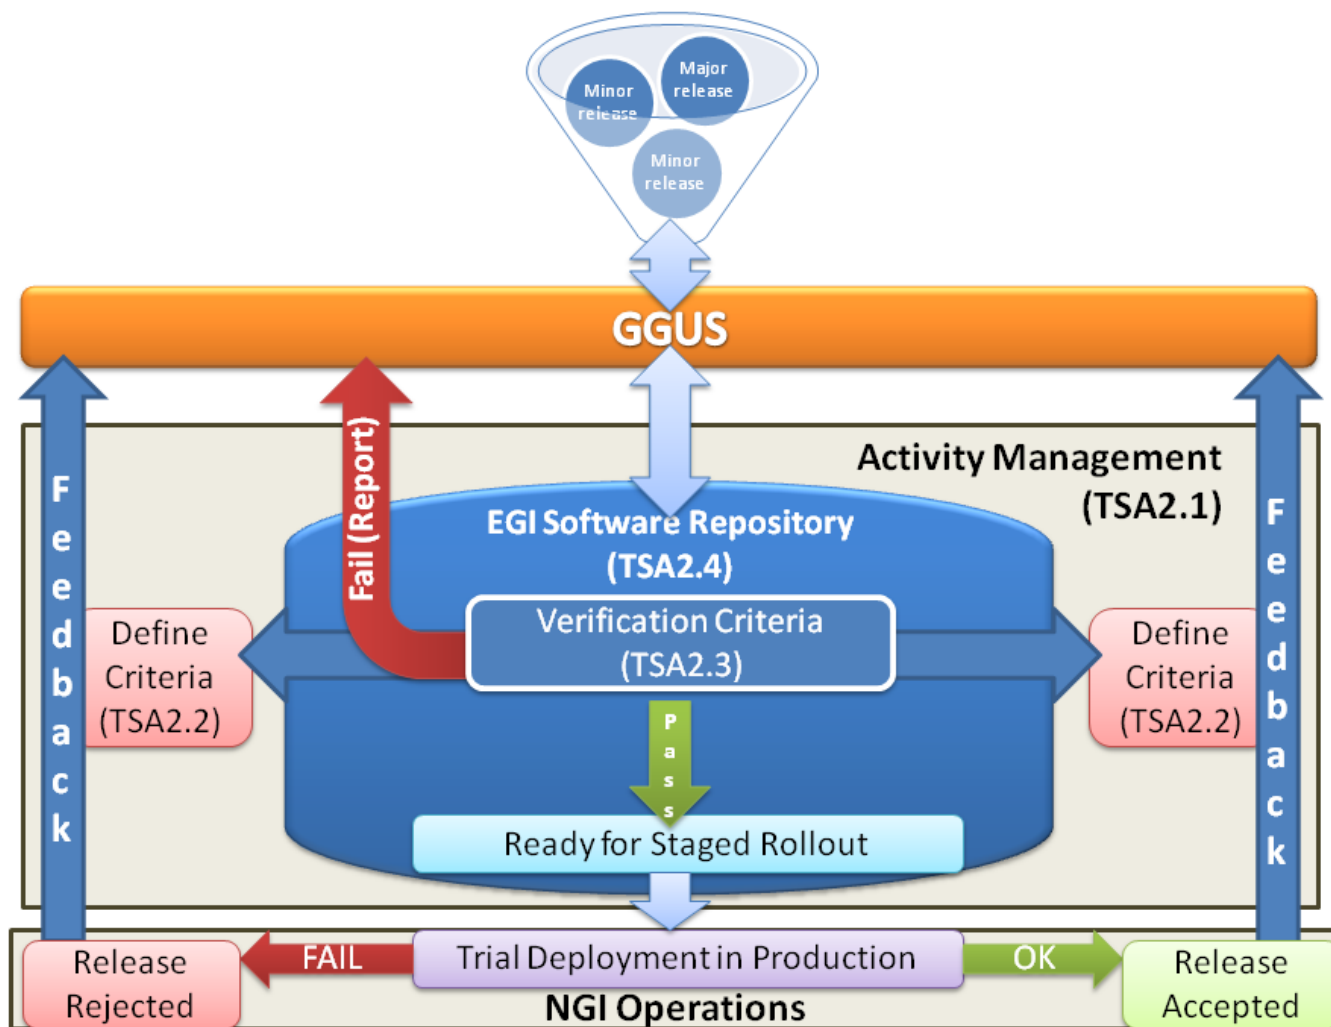 Minor
release
Major
release
Minor
release
GGUS
Activity Management
(TSA2.1)
Feedback
Fail (Report)
EGI Software Repository
(TSA2.4)
Verification Criteria
(TSA2.3)
Define
Criteria
(TSA2.2)
Define
Criteria
(TSA2.2)
Feedback
Pass
Ready for Staged Rollout
Release
Rejected
FAIL
Trial Deployment in Production
OK
Release
Accepted
NGI Operations